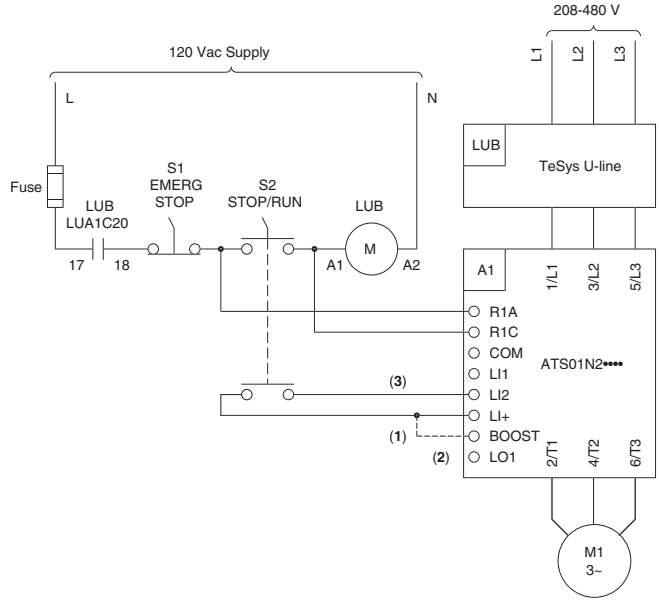 208-480 V
L1
L2
L3
120 Vac Supply
L
N
LUB
TeSys U-line
Fuse
S1
EMERG
STOP
S2
STOP/RUN
LUB
LUA1C20
LUB
M
17
18
A1
A2
A1
1/L1
3/L2
5/L3
R1A
R1C
COM
ATS01N2••••
LI1
(3)
LI2
LI+
(1)
BOOST
(2)
LO1
2/T1
4/T2
6/T3
M1
3~